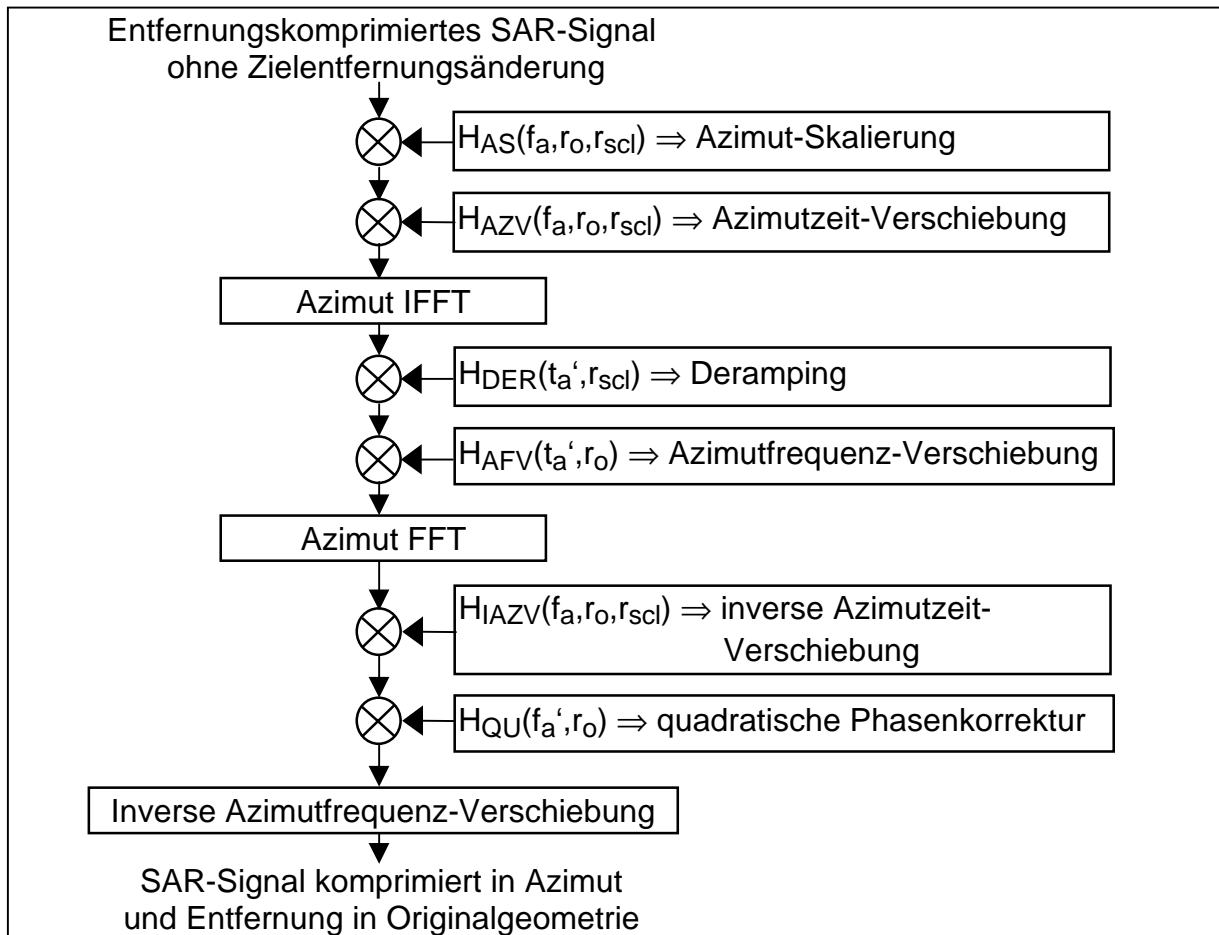 Entfernungskomprimiertes SAR-Signal
ohne Zielentfernungsänderung
H_AS(f_a,r_o,r_scl) ⇒ Azimut-Skalierung
H_AZV(f_a,r_o,r_scl) ⇒ Azimutzeit-Verschiebung
Azimut IFFT
H_DER(t_a‘,r_scl) ⇒ Deramping
H_AFV(t_a‘,r_o) ⇒ Azimutfrequenz-Verschiebung
Azimut FFT
H_IAZV(f_a,r_o,r_scl) ⇒ inverse Azimutzeit-
Verschiebung
H_QU(f_a‘,r_o) ⇒ quadratische Phasenkorrektur
Inverse Azimutfrequenz-Verschiebung
SAR-Signal komprimiert in Azimut
und Entfernung in Originalgeometrie